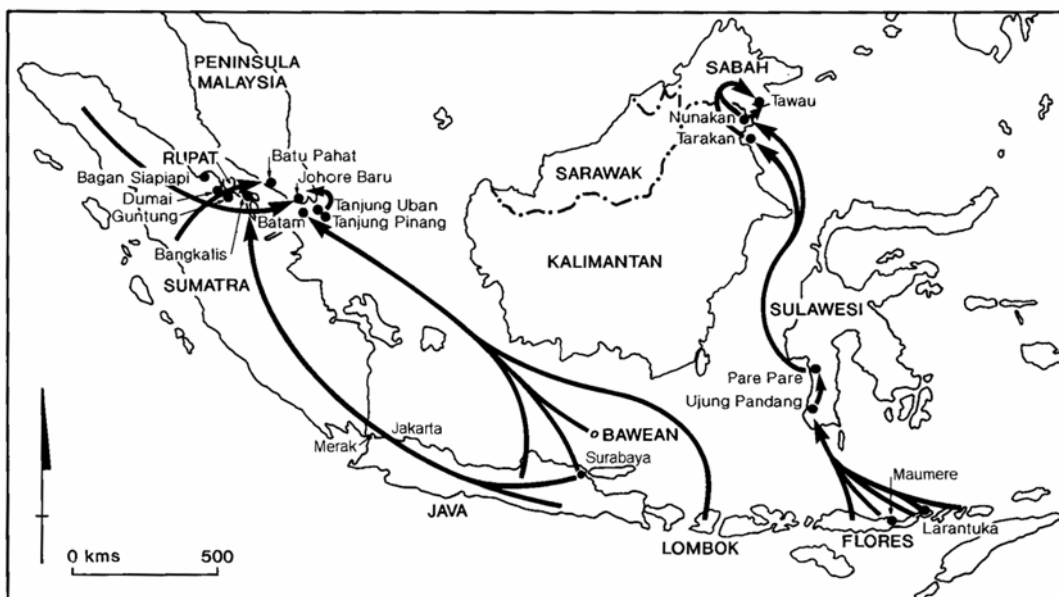 PENINSULA
MALAYSIA
SABAH
Tawau
Nunakan
Tarakan
RUPAT
Batu Pahat
Bagan Siapiapi
Johore Baru
SARAWAK
Dumai
Tanjung Uban
Guntung
Batam
Tanjung Pinang
Bangkalis
KALIMANTAN
SUMATRA
SULAWESI
Pare Pare
Ujung Pandang
Jakarta
BAWEAN
Merak
Surabaya
Maumere
JAVA
Larantuka
LOMBOK
FLORES
0 kms 500